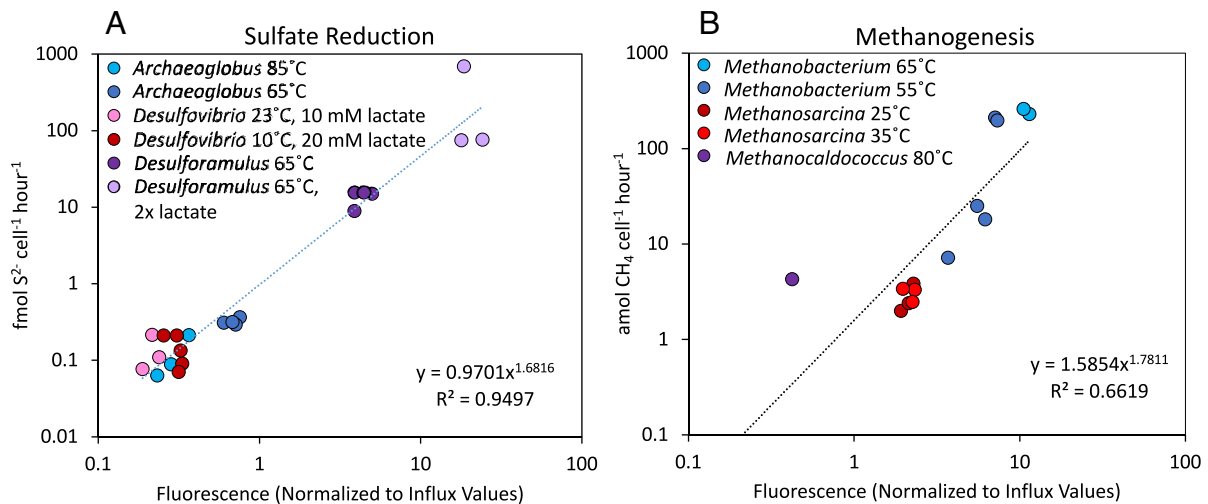 A
Sulfate Reduction
1000
100
10
1
0.1
0.01
0.1
1
10
100
fmol S²⁻ cell⁻¹ hour⁻¹
Fluorescence (Normalized to Influx Values)
Archaeoglobus 85˚C
Archaeoglobus 65˚C
Desulfovibrio 23˚C, 10 mM lactate
Desulfovibrio 10˚C, 20 mM lactate
Desulforamulus 65˚C
Desulforamulus 65˚C,
2x lactate
y = 0.9701x¹·⁶⁸¹⁶
R² = 0.9497
B
Methanogenesis
1000
100
10
1
0.1
0.1
1
10
100
amol CH₄ cell⁻¹ hour⁻¹
Fluorescence (Normalized to Influx Values)
Methanobacterium 65˚C
Methanobacterium 55˚C
Methanosarcina 25˚C
Methanosarcina 35˚C
Methanocaldococcus 80˚C
y = 1.5854x¹·⁷⁸¹¹
R² = 0.6619